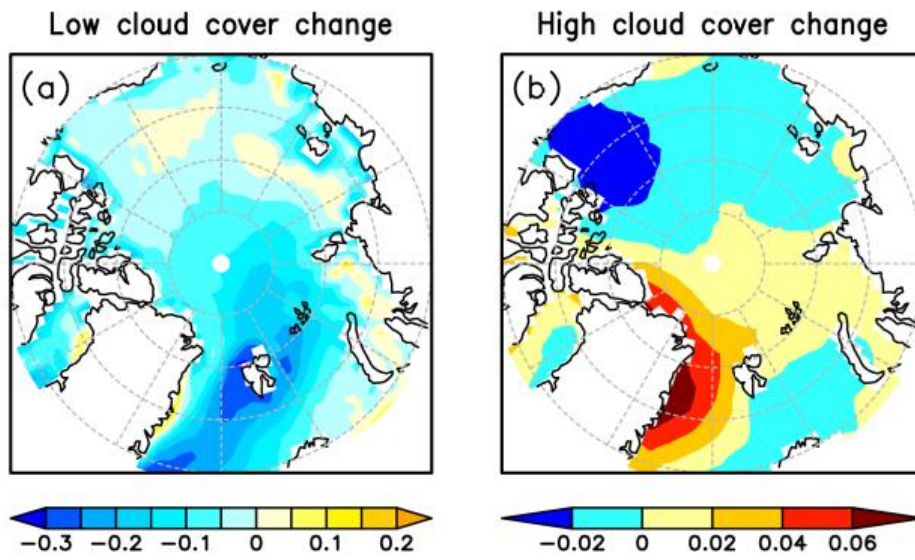 Low cloud cover change
High cloud cover change
(a)
(b)
-0.3 -0.2 -0.1 0 0.1 0.2
-0.02 0 0.02 0.04 0.06